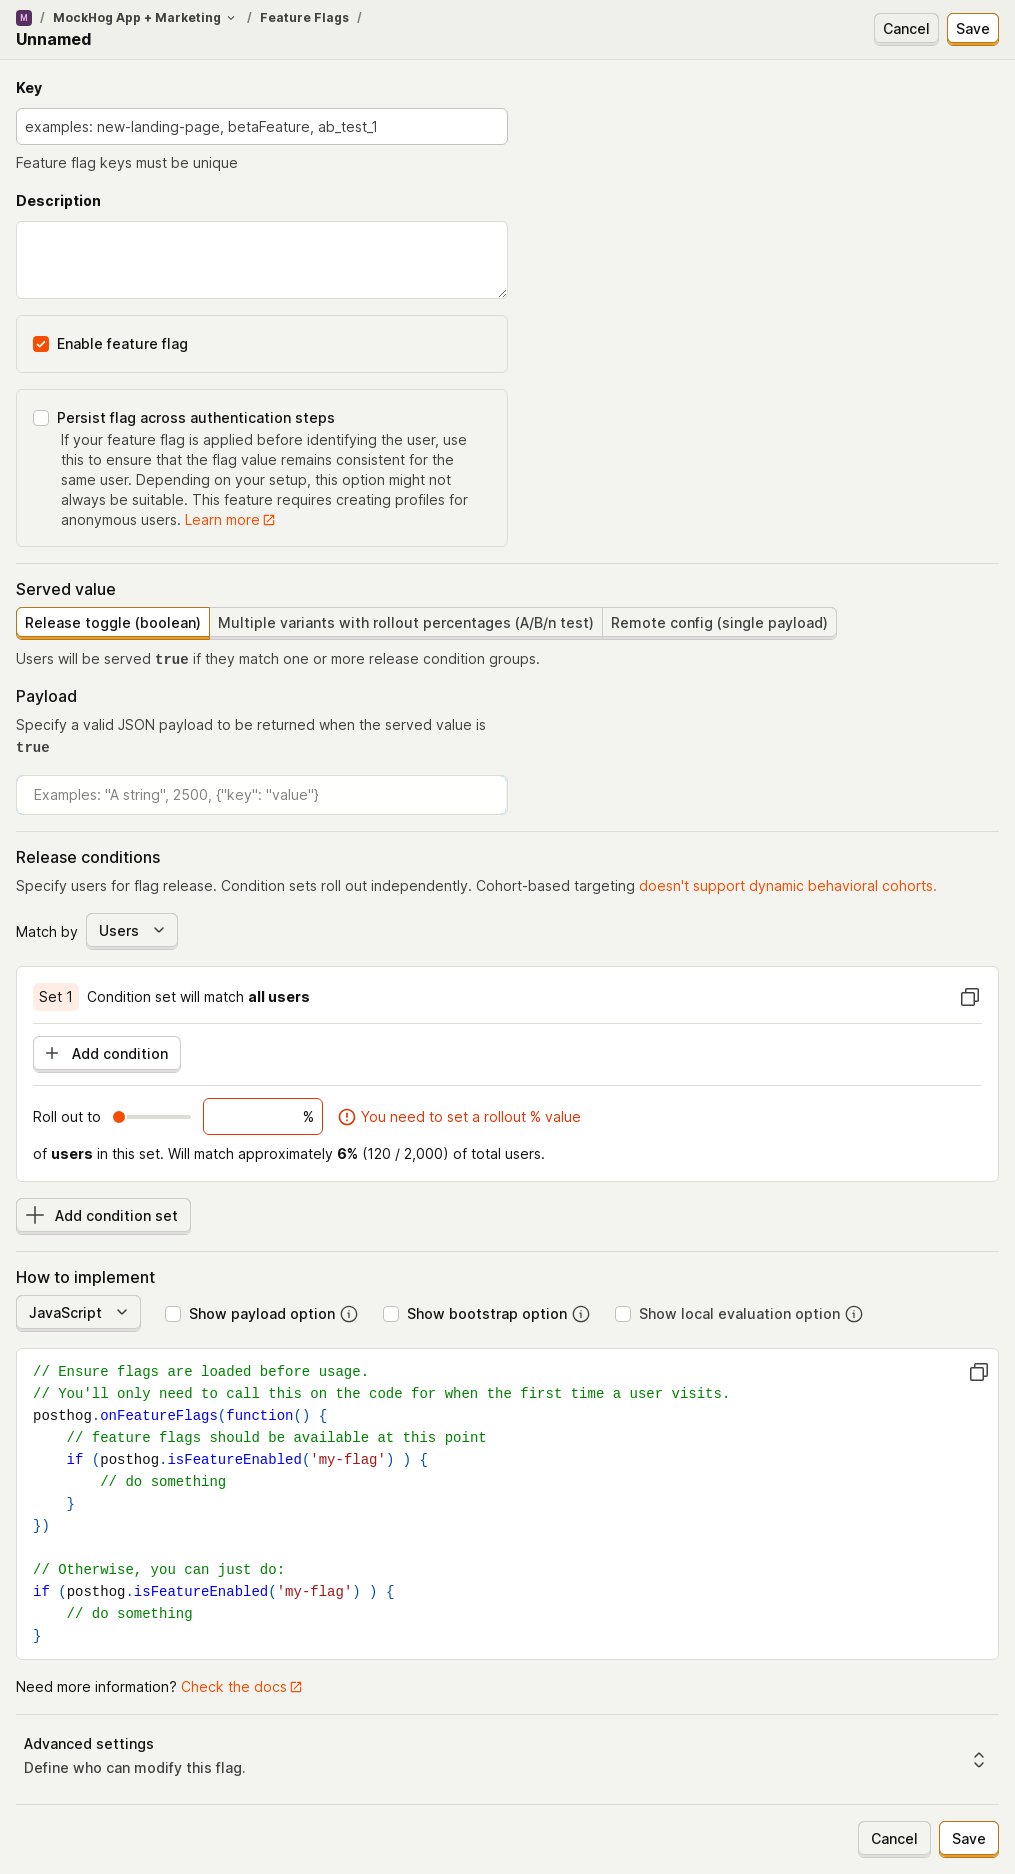 M / MockHog App + Marketing / Feature Flags /
Unnamed
Cancel
Save
Key
examples: new-landing-page, betaFeature, ab_test_1
Feature flag keys must be unique
Description
Enable feature flag
Persist flag across authentication steps
If your feature flag is applied before identifying the user, use
this to ensure that the flag value remains consistent for the
same user. Depending on your setup, this option might not
always be suitable. This feature requires creating profiles for
anonymous users. Learn more
Served value
Release toggle (boolean) Multiple variants with rollout percentages (A/B/n test) Remote config (single payload)
Users will be served true if they match one or more release condition groups.
Payload
Specify a valid JSON payload to be returned when the served value is
true
Examples: "A string", 2500, {"key": "value"}
Release conditions
Specify users for flag release. Condition sets roll out independently. Cohort-based targeting doesn't support dynamic behavioral cohorts.
Match by Users
Set 1 Condition set will match all users
Add condition
Roll out to % You need to set a rollout % value
of users in this set. Will match approximately 6% (120 / 2,000) of total users.
Add condition set
How to implement
JavaScript Show payload option Show bootstrap option Show local evaluation option
// Ensure flags are loaded before usage.
// You'll only need to call this on the code for when the first time a user visits.
posthog.onFeatureFlags(function() {
    // feature flags should be available at this point
    if (posthog.isFeatureEnabled('my-flag') ) {
        // do something
    }
})

// Otherwise, you can just do:
if (posthog.isFeatureEnabled('my-flag') ) {
    // do something
}
Need more information? Check the docs
Advanced settings
Define who can modify this flag.
Cancel
Save